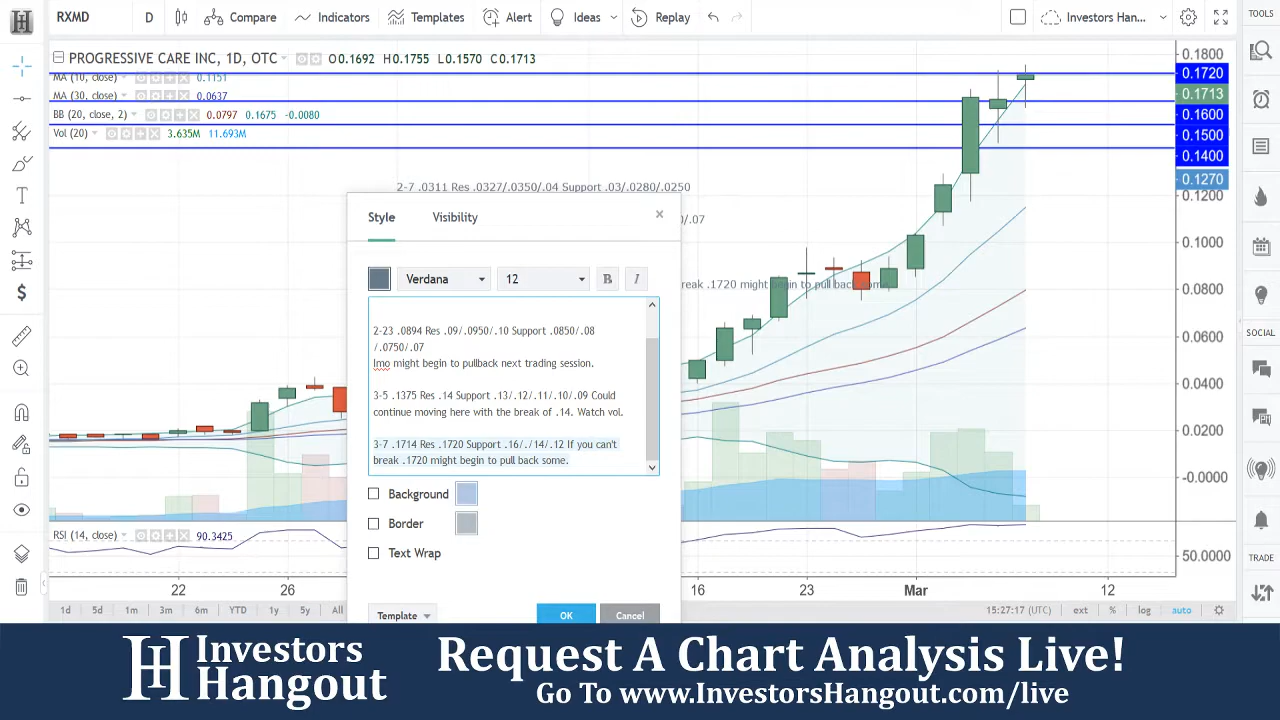 RXMD
D
Compare
Indicators
Templates
Alert
Ideas
Replay
Investors Han...
TOOLS
PROGRESSIVE CARE INC, 1D, OTC O0.1692 H0.1755 L0.1570 C0.1713
MA (10, close) 0.1151
MA (30, close) 0.0637
BB (20, close, 2) 0.0797 0.1675 -0.0080
Vol (20) 3.635M 11.693M
0.1800
0.1720
0.1713
0.1600
0.1500
0.1400
0.1270
0.1200
0.1000
0.0800
0.0600
0.0400
0.0200
-0.0000
50.0000
2-7 .0311 Res .0327/.0350/.04 Support .03/.0280/.0250
/.07
break .1720 might begin to pull back some.
Style
Visibility
×
Verdana
12
B
I
2-23 .0894 Res .09/.0950/.10 Support .0850/.08
/.0750/.07
Imo might begin to pullback next trading session.
3-5 .1375 Res .14 Support .13/.12/.11/.10/.09 Could
continue moving here with the break of .14. Watch vol.
3-7 .1714 Res .1720 Support .16/./14/.12 If you can't
break .1720 might begin to pull back some.
Background
Border
Text Wrap
Template
OK
Cancel
RSI (14, close) 90.3425
22
26
16
23
Mar
12
1d 5d 1m 3m 6m YTD 1y 5y All
15:27:17 (UTC)
ext
%
log
auto
SOCIAL
TRADE
Investors
Hangout
Request A Chart Analysis Live!
Go To www.InvestorsHangout.com/live